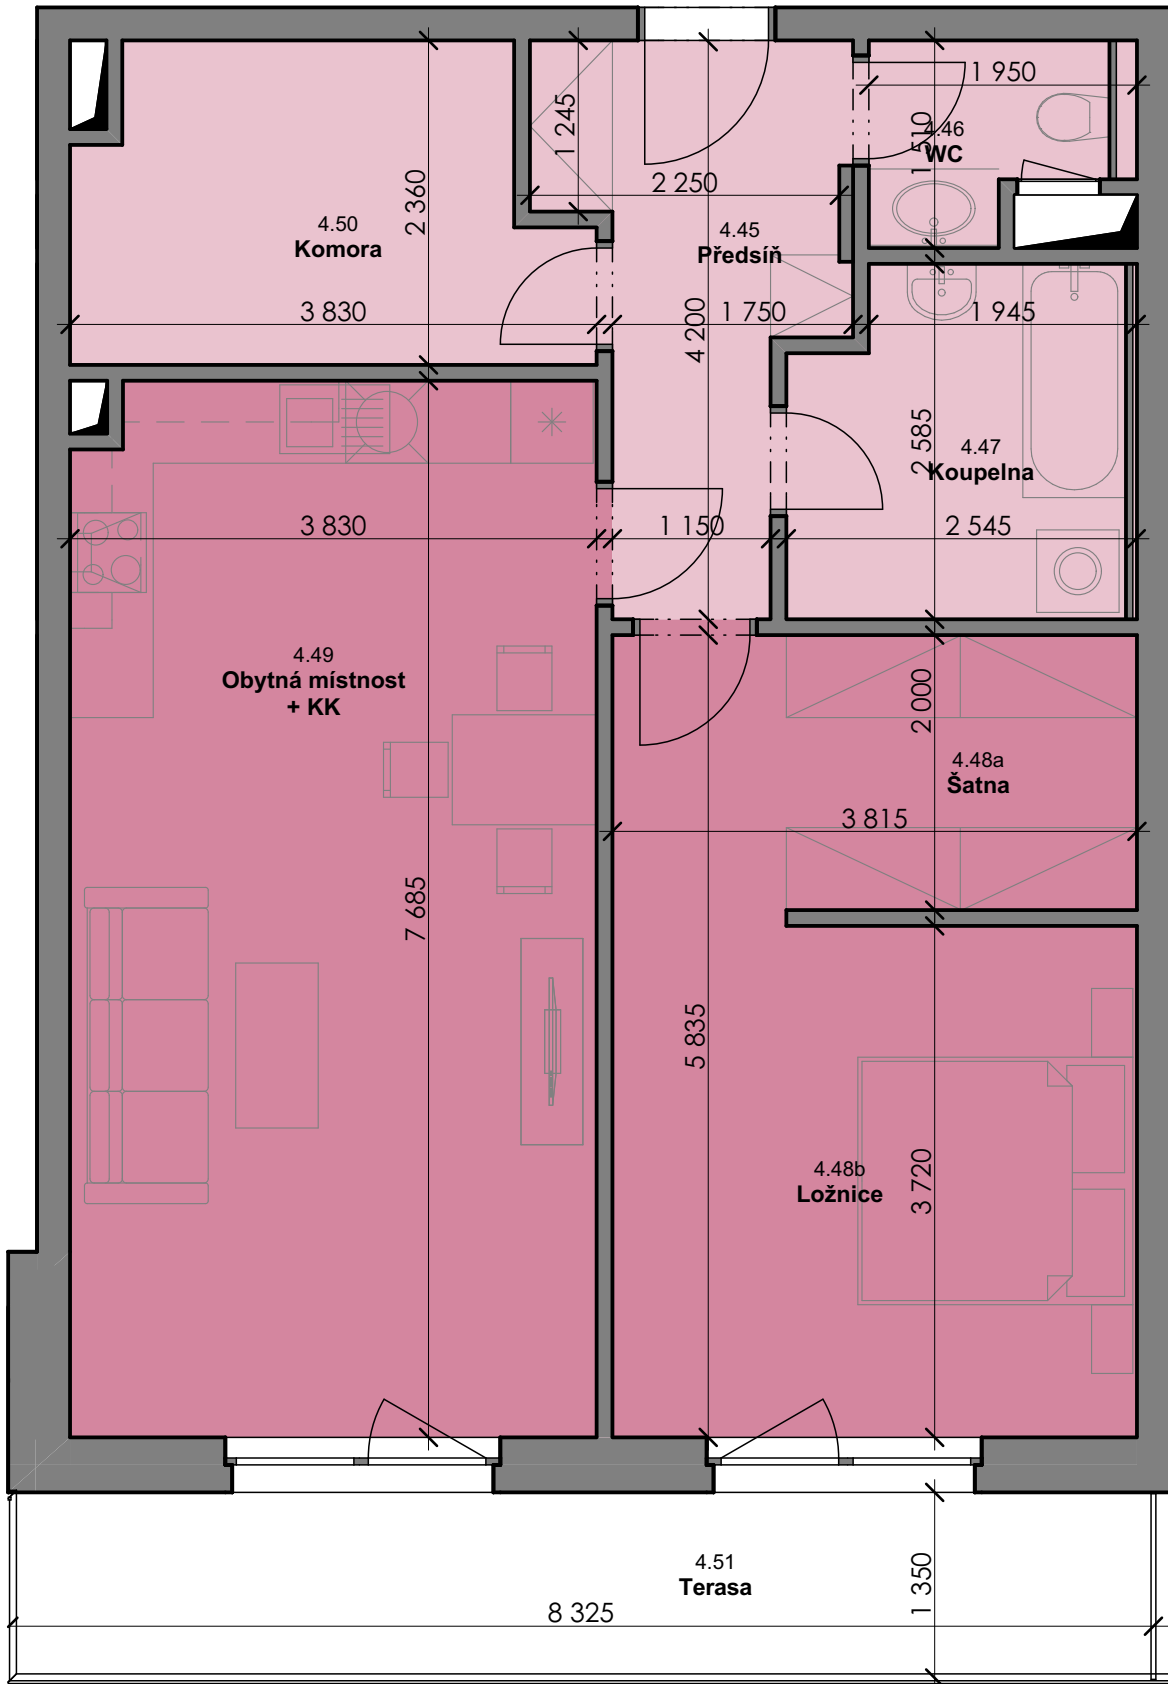 1 950
1 245
4.46
WC
1 510
2 250
2 360
4.50
Komora
4.45
Předsíň
3 830
4 200
1 750
1 945
2 585
4.47
Koupelna
3 830
1 150
2 545
4.49
Obytná místnost
+ KK
2 000
4.48a
Šatna
3 815
7 685
5 835
4.48b
Ložnice
3 720
4.51
Terasa
1 350
8 325